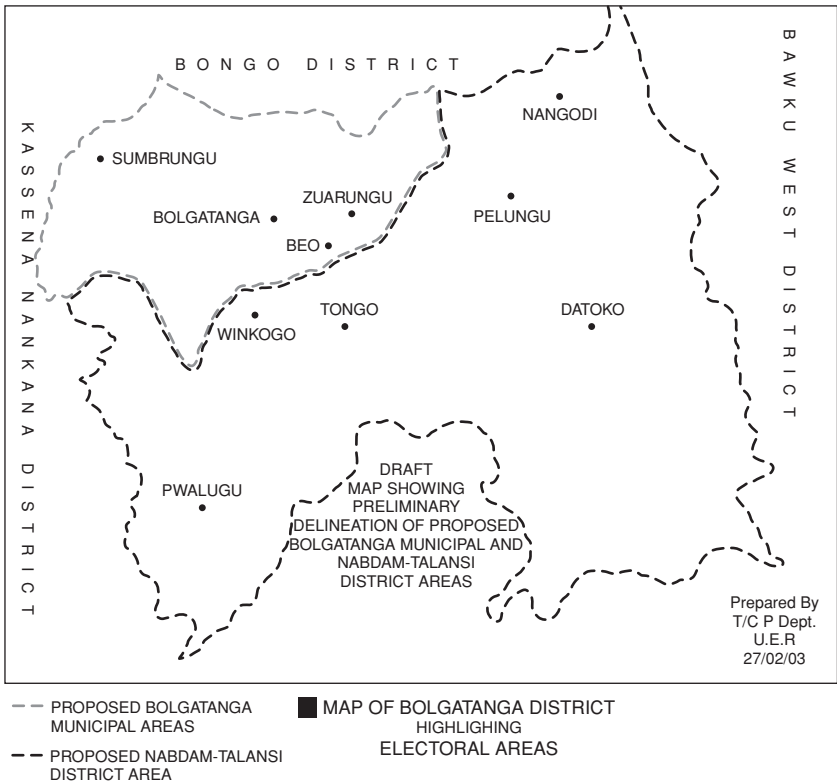 BONGO DISTRICT
BAWKU WEST DISTRICT
KASSENA NANKANA DISTRICT
NANGODI
SUMBRUNGU
ZUARUNGU
BOLGATANGA
PELUNGU
BEO
WINKOGO
TONGO
DATOKO
PWALUGU
DRAFT
MAP SHOWING
PRELIMINARY
DELINEATION OF PROPOSED
BOLGATANGA MUNICIPAL AND
NABDAM-TALANSI
DISTRICT AREAS
Prepared By
T/C P Dept.
U.E.R
27/02/03
PROPOSED BOLGATANGA
MUNICIPAL AREAS
PROPOSED NABDAM-TALANSI
DISTRICT AREA
MAP OF BOLGATANGA DISTRICT
HIGHLIGHING
ELECTORAL AREAS